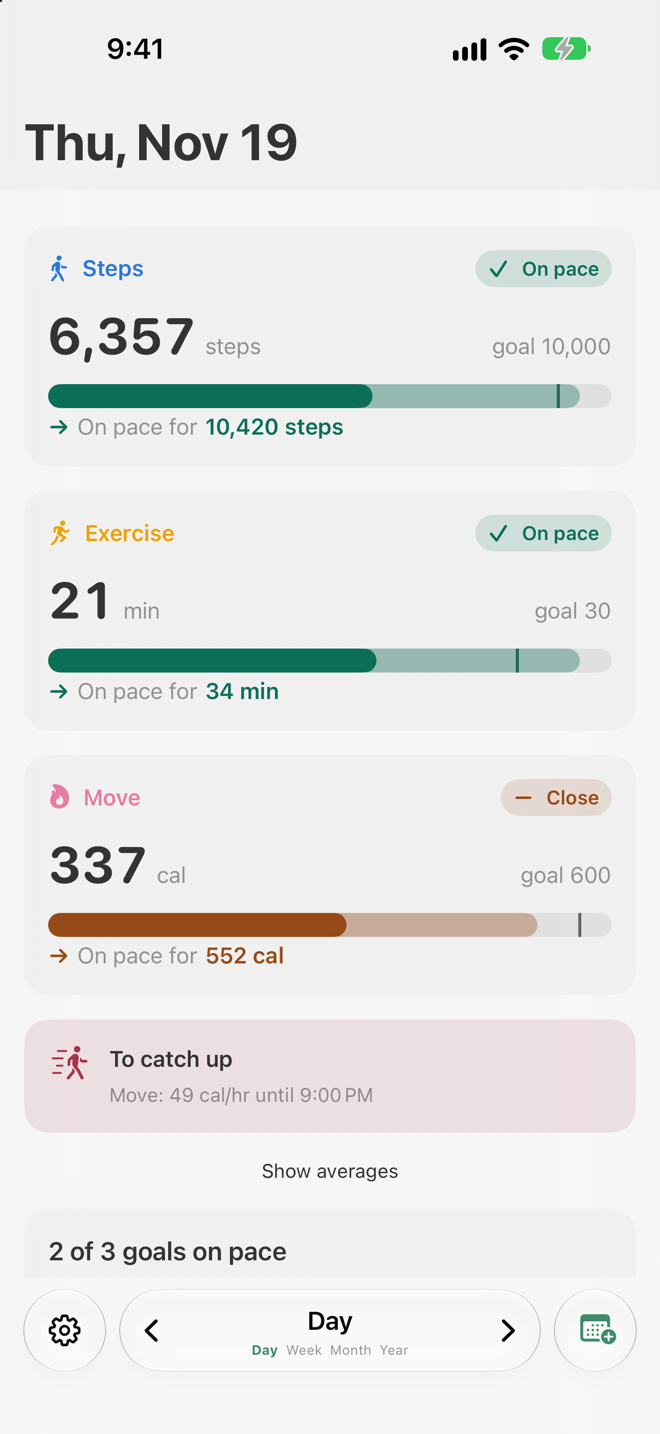 9:41
Thu, Nov 19
Steps
On pace
6,357 steps
goal 10,000
On pace for 10,420 steps
Exercise
On pace
21 min
goal 30
On pace for 34 min
Move
Close
337 cal
goal 600
On pace for 552 cal
To catch up
Move: 49 cal/hr until 9:00 PM
Show averages
2 of 3 goals on pace
Day
Day Week Month Year